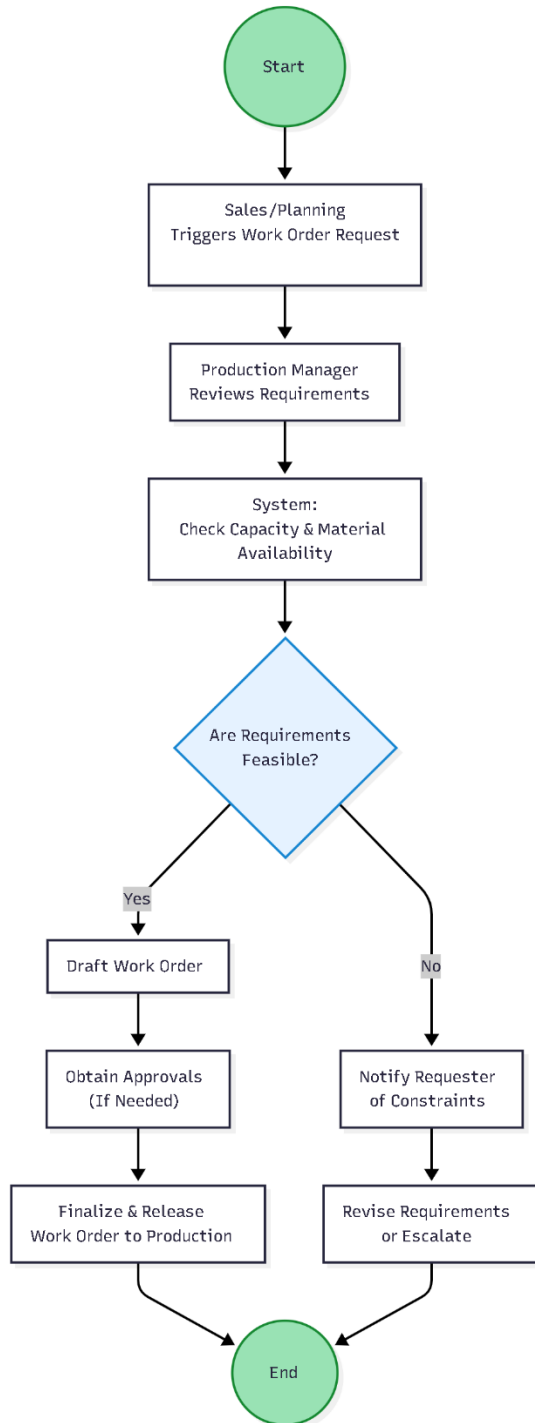 Start
Sales/Planning
Triggers Work Order Request
Production Manager
Reviews Requirements
System:
Check Capacity & Material
Availability
Are Requirements
Feasible?
Yes
No
Draft Work Order
Obtain Approvals
(If Needed)
Notify Requester
of Constraints
Finalize & Release
Work Order to Production
Revise Requirements
or Escalate
End